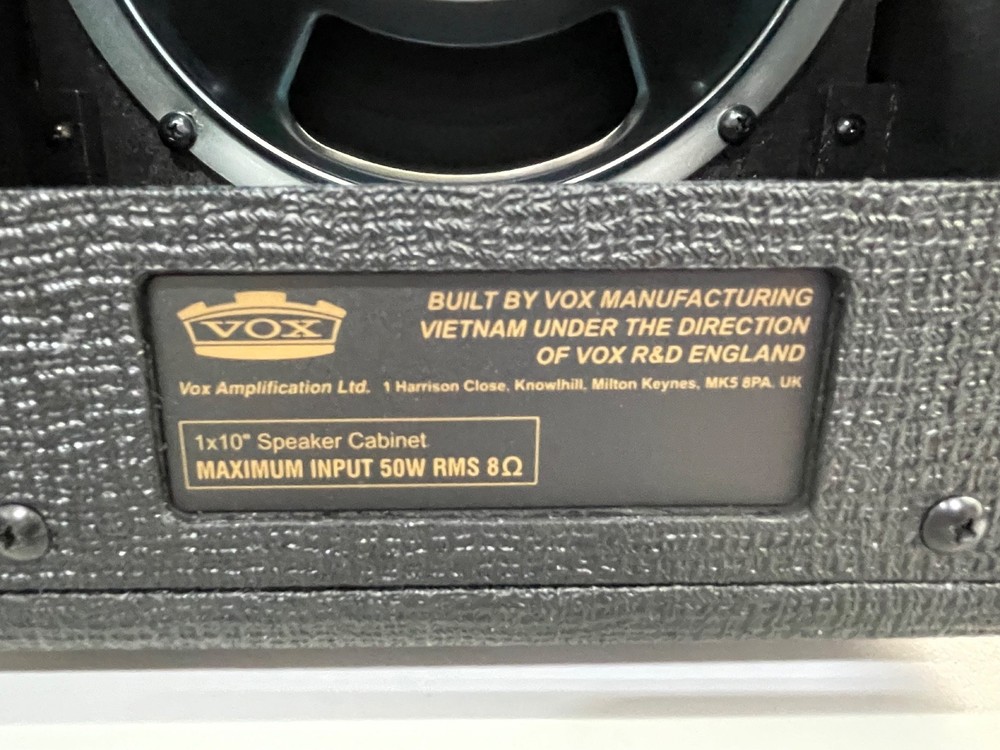 VOX
BUILT BY VOX MANUFACTURING
VIETNAM UNDER THE DIRECTION
OF VOX R&D ENGLAND
Vox Amplification Ltd. 1 Harrison Close, Knowlhill, Milton Keynes, MK5 8PA. UK
1x10" Speaker Cabinet
MAXIMUM INPUT 50W RMS 8Ω